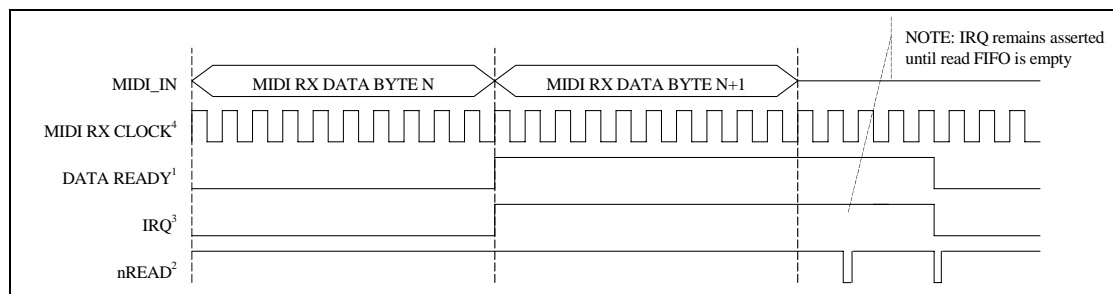 NOTE: IRQ remains asserted
until read FIFO is empty
MIDI_IN
MIDI RX DATA BYTE N
MIDI RX DATA BYTE N+1
MIDI RX CLOCK⁴
DATA READY¹
IRQ³
nREAD²